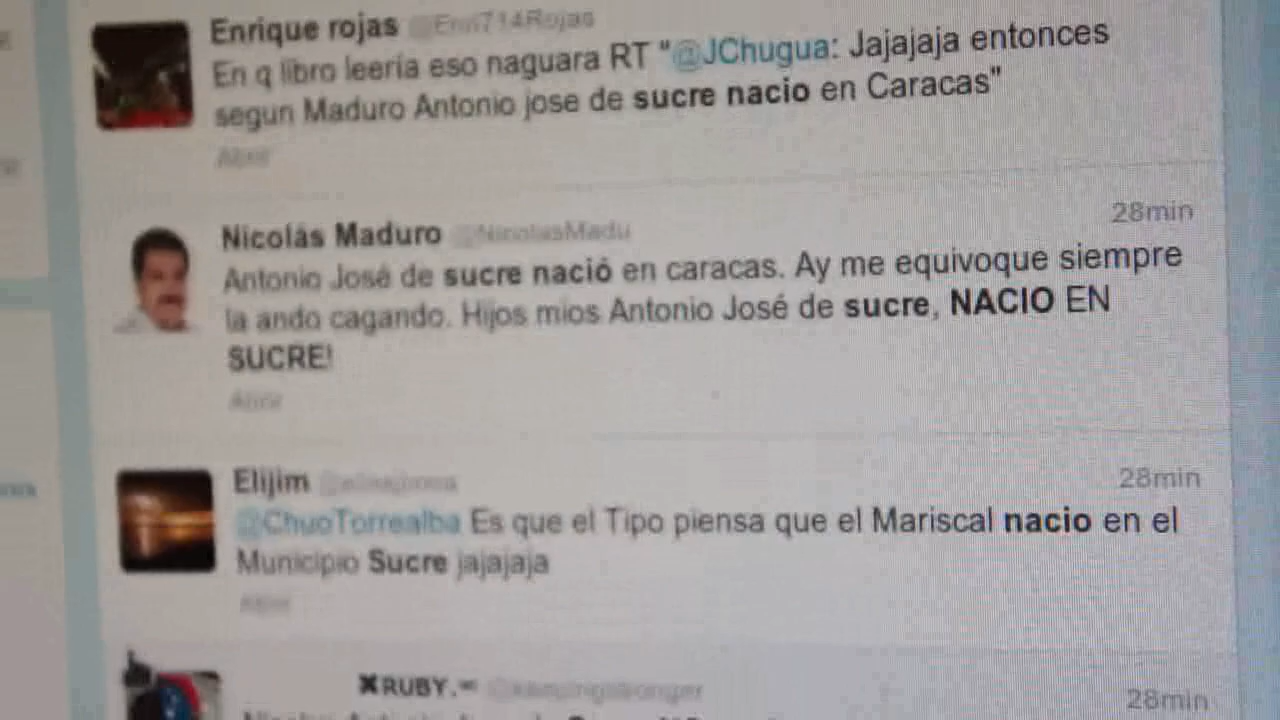 Enrique rojas @Enri714Rojas
En q libro leería eso naguara RT "@JChugua: Jajajaja entonces
segun Maduro Antonio jose de sucre nacio en Caracas"
Abrir
28min
Nicolás Maduro @NicolasMadu
Antonio José de sucre nació en caracas. Ay me equivoque siempre
la ando cagando. Hijos mios Antonio José de sucre, NACIO EN
SUCRE!
Abrir
28min
Elijim
@ChuoTorrealba Es que el Tipo piensa que el Mariscal nacio en el
Municipio Sucre jajajaja
Abrir
✖RUBY.
28min